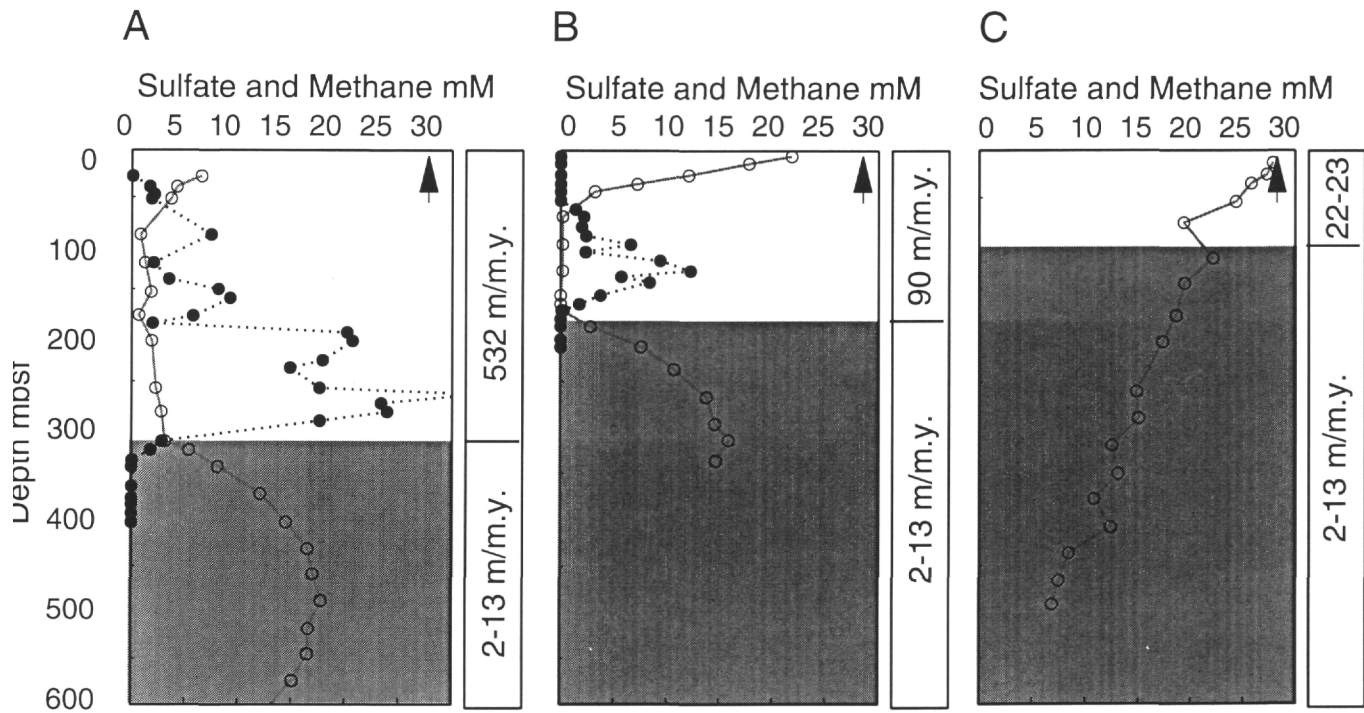 A
B
C
Sulfate and Methane mM
Sulfate and Methane mM
Sulfate and Methane mM
0 5 10 15 20 25 30
0 5 10 15 20 25 30
0 5 10 15 20 25 30
Depth mbsf
0
100
200
300
400
500
600
532 m/m.y.
2-13 m/m.y.
90 m/m.y.
2-13 m/m.y.
22-23
2-13 m/m.y.